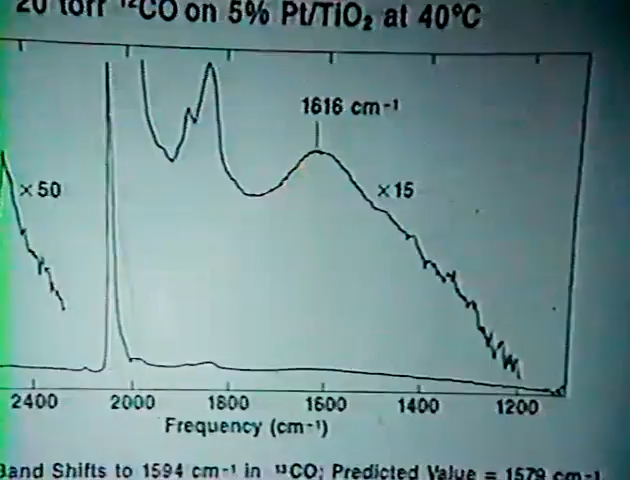 20 torr ¹²CO on 5% Pt/TiO₂ at 40°C
1616 cm⁻¹
×50
×15
2400 2000 1800 1600 1400 1200
Frequency (cm⁻¹)
Band Shifts to 1594 cm⁻¹ in ¹³CO; Predicted Value = 1579 cm⁻¹